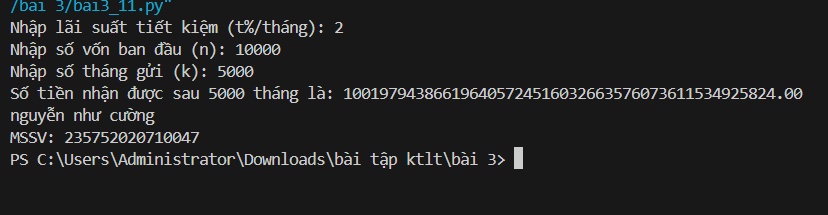 /bai 3/bai3_11.py"
Nhập lãi suất tiết kiệm (t%/tháng): 2
Nhập số vốn ban đầu (n): 10000
Nhập số tháng gửi (k): 5000
Số tiền nhận được sau 5000 tháng là: 100197943866196405724516032663576073611534925824.00
nguyễn như cường
MSSV: 235752020710047
PS C:\Users\Administrator\Downloads\bài tập ktlt\bài 3>